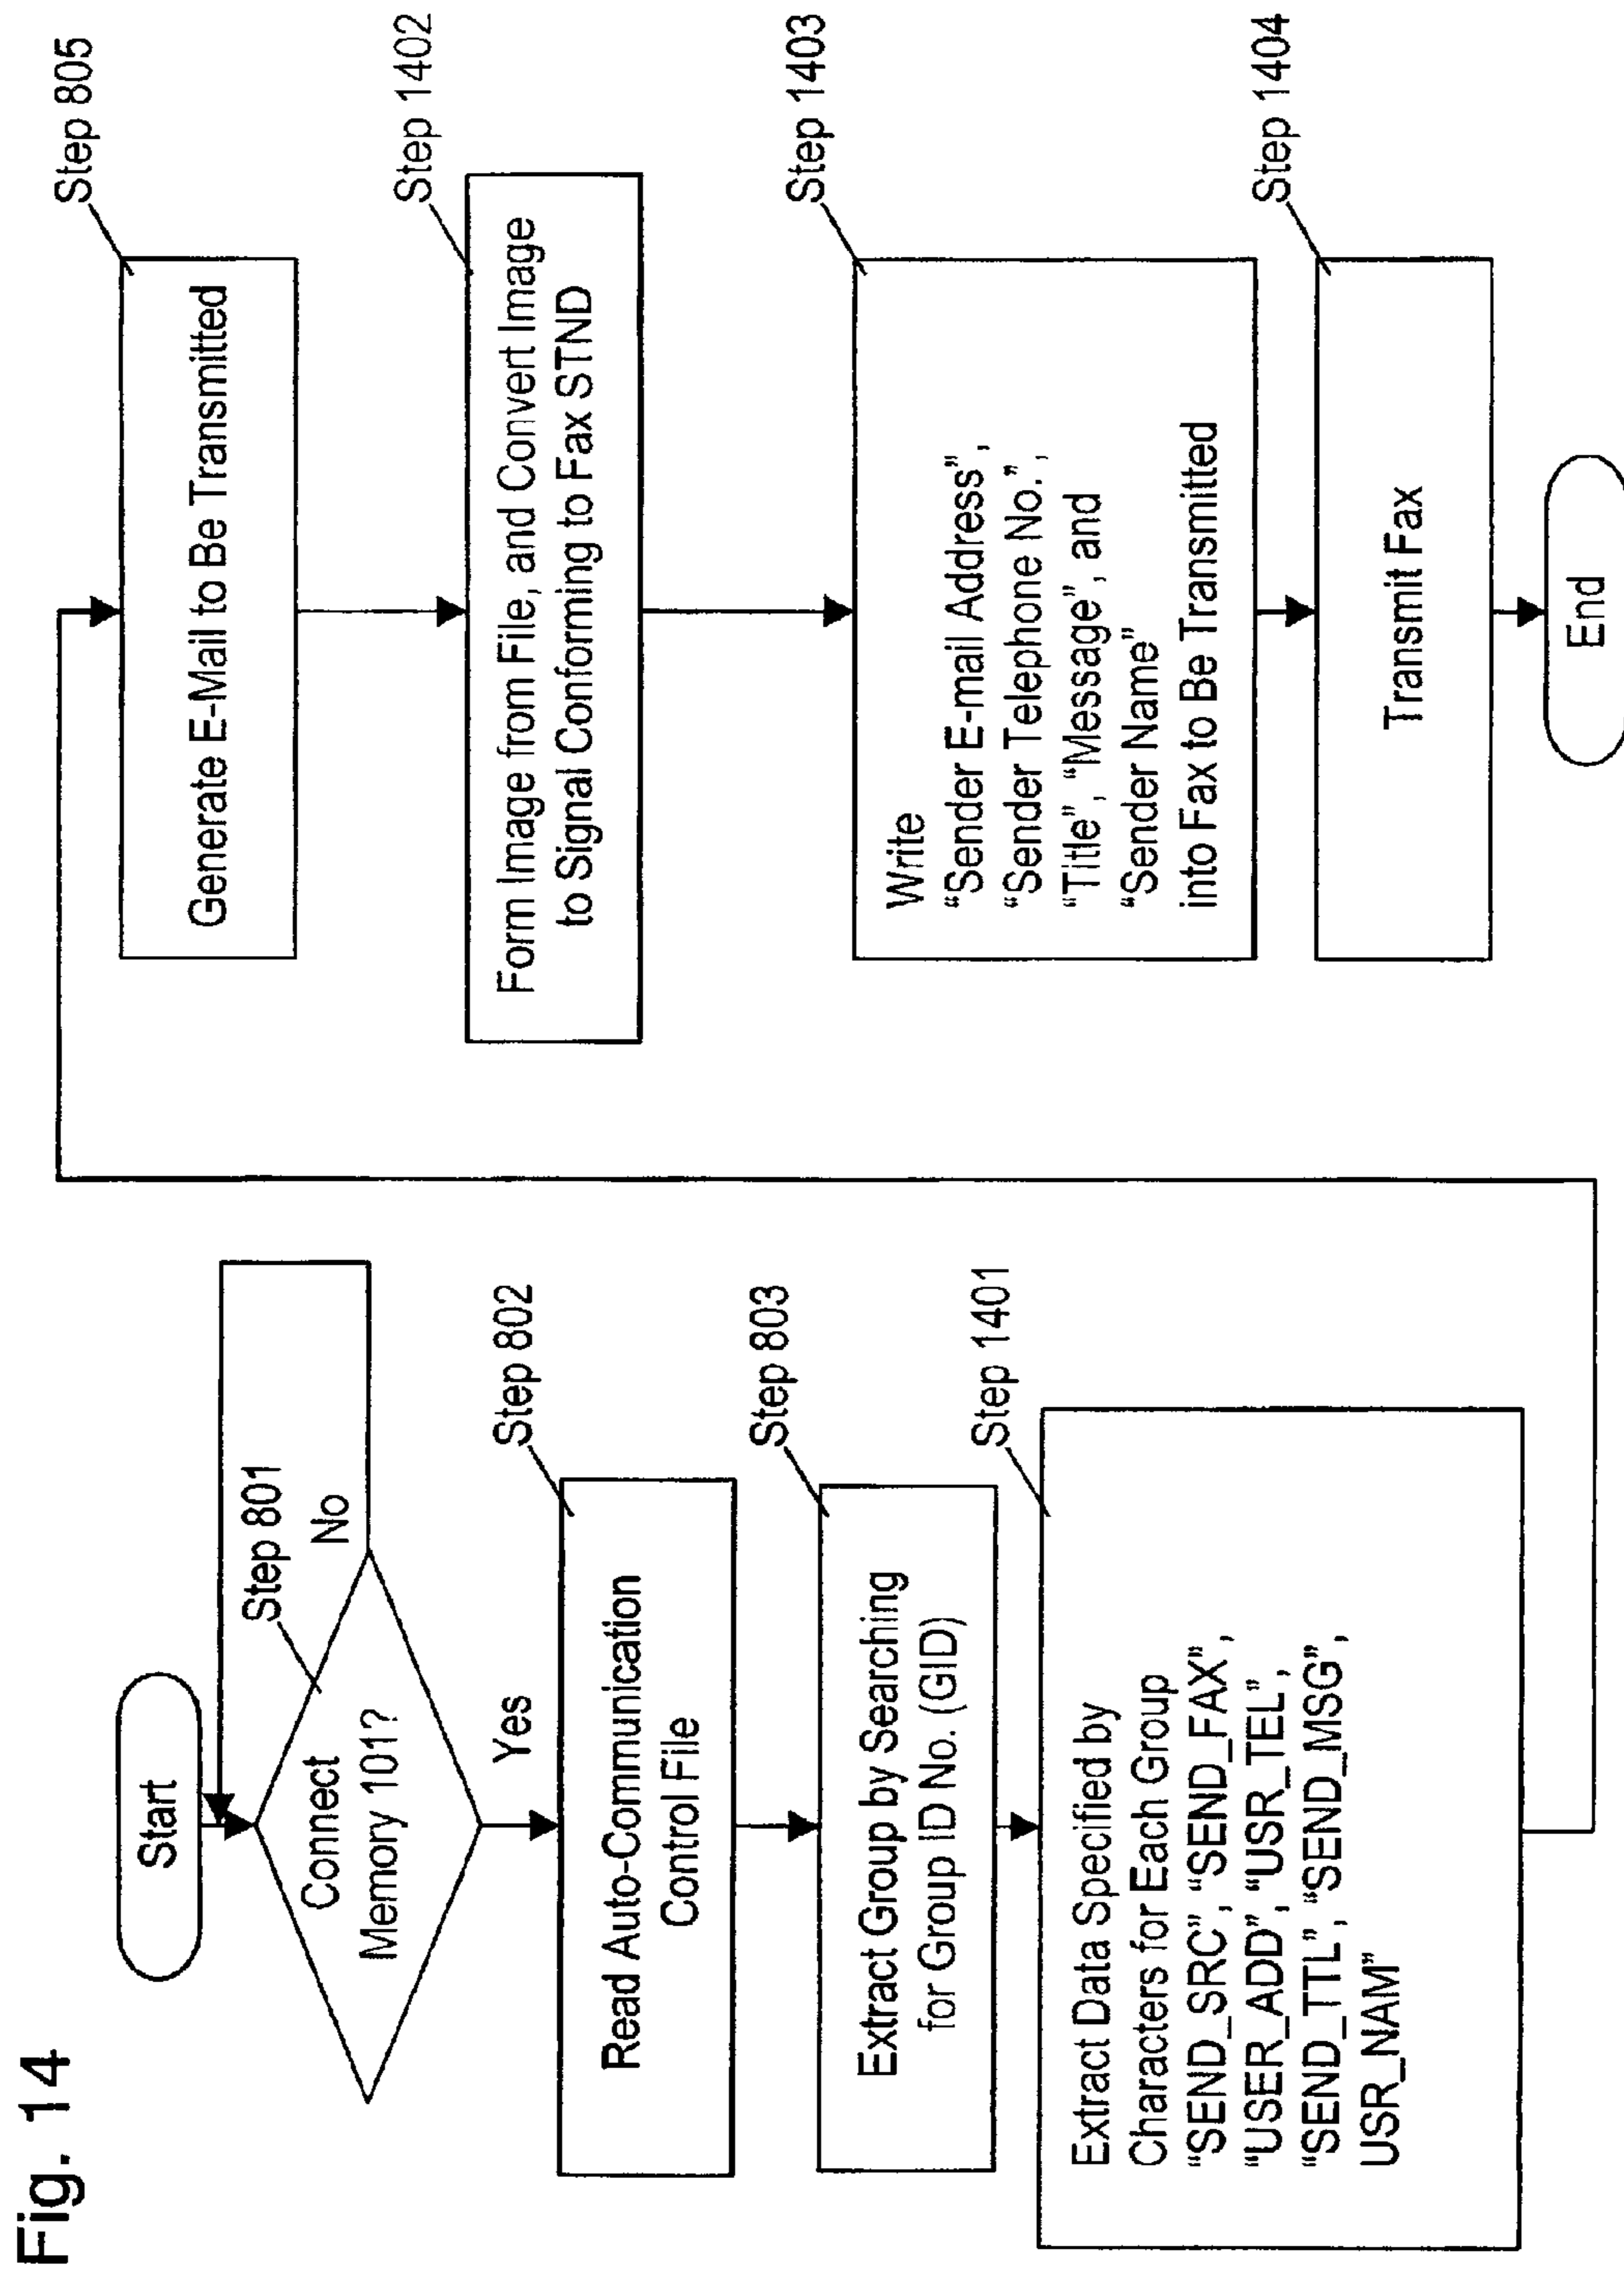 Fig. 14
Start
Step 801
Connect
Memory 101?
No
Yes
Step 802
Read Auto-Communication
Control File
Step 803
Extract Group by Searching
for Group ID No. (GID)
Step 1401
Extract Data Specified by
Characters for Each Group
“SEND_SRC”, “SEND_FAX”,
“USER_ADD”, “USR_TEL”,
“SEND_TTL”, “SEND_MSG”,
USR_NAM”
Step 805
Generate E-Mail to Be Transmitted
Step 1402
Form Image from File, and Convert Image
to Signal Conforming to Fax STND
Step 1403
Write
“Sender E-mail Address”,
“Sender Telephone No.”,
“Title”, “Message”, and
“Sender Name”
into Fax to Be Transmitted
Step 1404
Transmit Fax
End